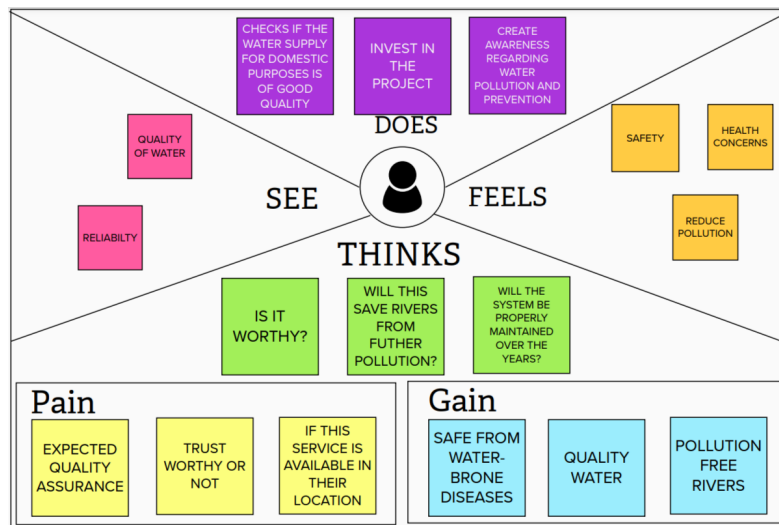 CHECKS IF THE
WATER SUPPLY
FOR DOMESTIC
PURPOSES IS
OF GOOD
QUALITY
INVEST IN
THE
PROJECT
CREATE
AWARENESS
REGARDING
WATER
POLLUTION AND
PREVENTION
DOES
QUALITY
OF WATER
RELIABILTY
SEE
FEELS
SAFETY
HEALTH
CONCERNS
REDUCE
POLLUTION
THINKS
IS IT
WORTHY?
WILL THIS
SAVE RIVERS
FROM
FUTHER
POLLUTION?
WILL THE
SYSTEM BE
PROPERLY
MAINTAINED
OVER THE
YEARS?
Pain
EXPECTED
QUALITY
ASSURANCE
TRUST
WORTHY OR
NOT
IF THIS
SERVICE IS
AVAILABLE IN
THEIR
LOCATION
Gain
SAFE FROM
WATER-
BRONE
DISEASES
QUALITY
WATER
POLLUTION
FREE
RIVERS